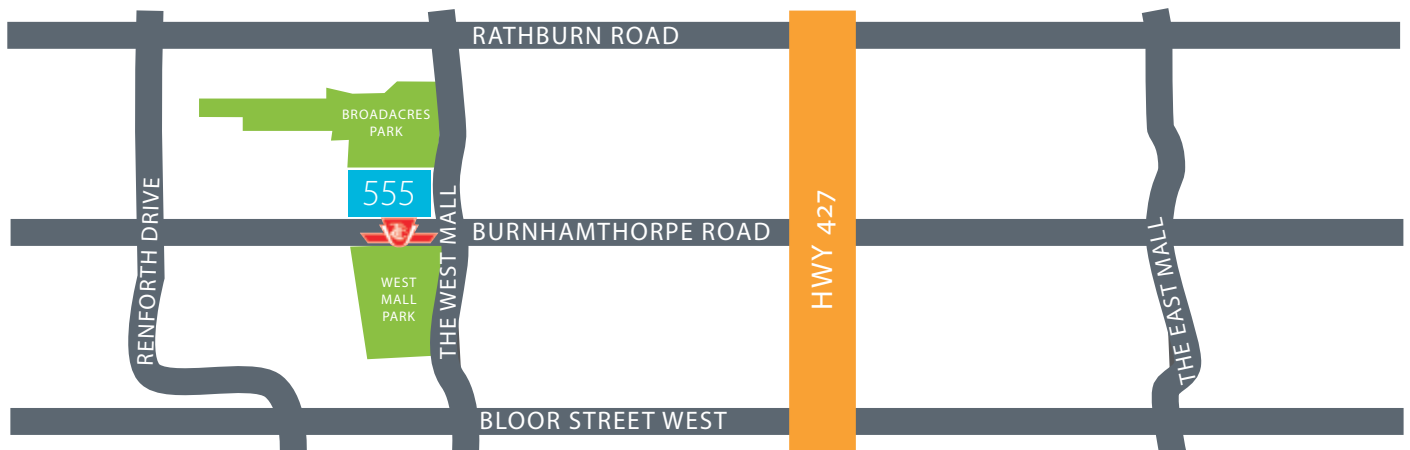 RATHBURN ROAD
BROADACRES
PARK
555
RENFORTH DRIVE
THE WEST MALL
BURNHAMTHORPE ROAD
HWY 427
THE EAST MALL
WEST
MALL
PARK
BLOOR STREET WEST